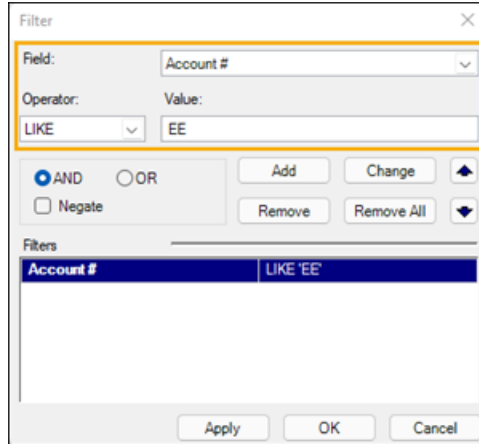 Filter
Field:
Account #
Operator:
Value:
LIKE
EE
AND
OR
Add
Change
Negate
Remove
Remove All
Filters
Account # LIKE 'EE'
Apply
OK
Cancel